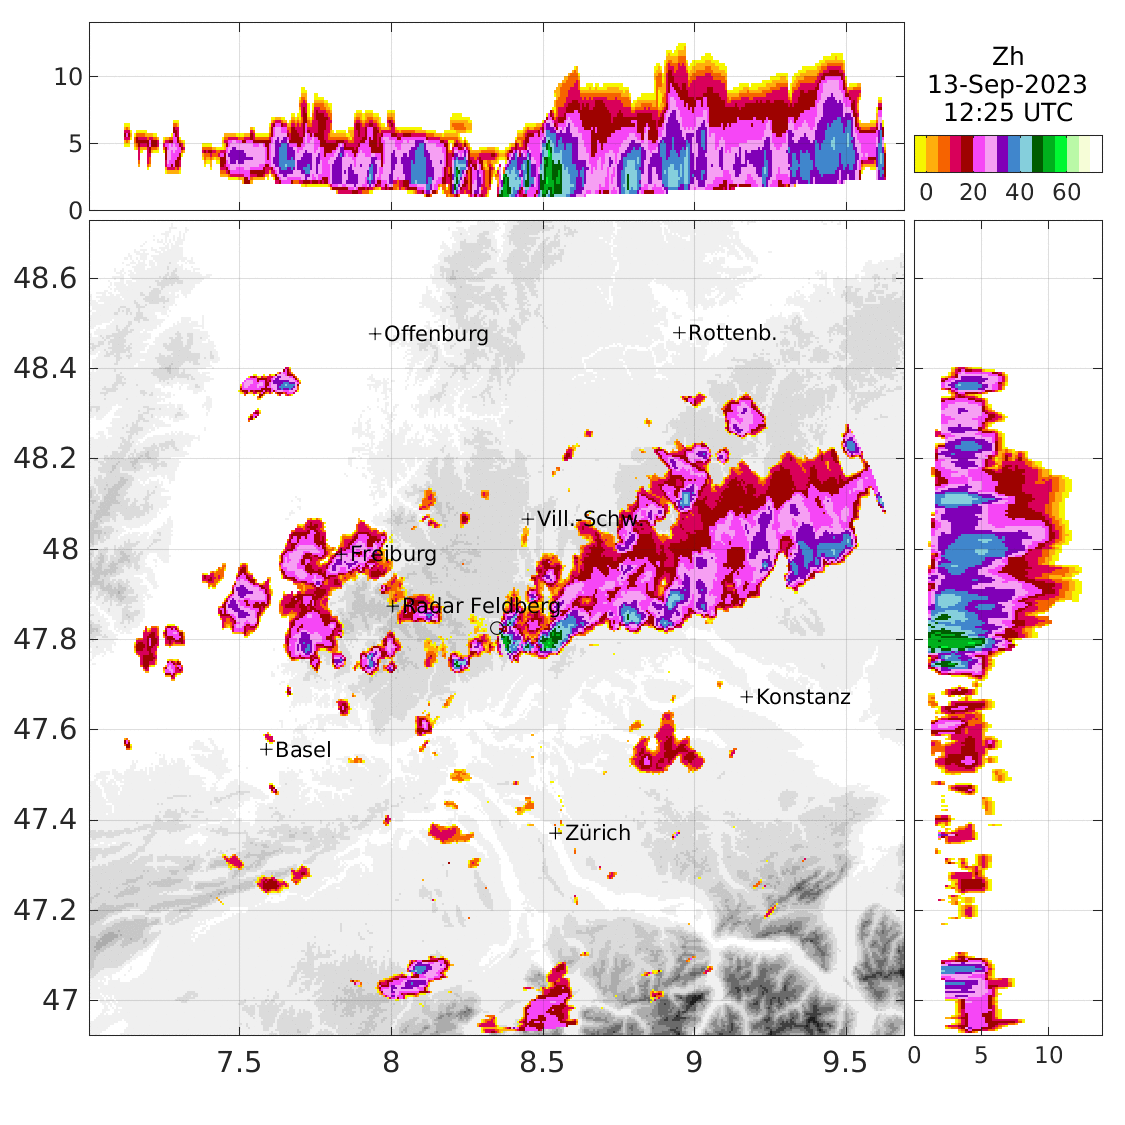 10
5
0
Zh
13-Sep-2023
12:25 UTC
0 20 40 60
48.6
48.4
48.2
48
47.8
47.6
47.4
47.2
47
Offenburg
Rottenb.
Vill.-Schw.
Freiburg
Radar Feldberg
Konstanz
Basel
Zürich
7.5 8 8.5 9 9.5
0 5 10